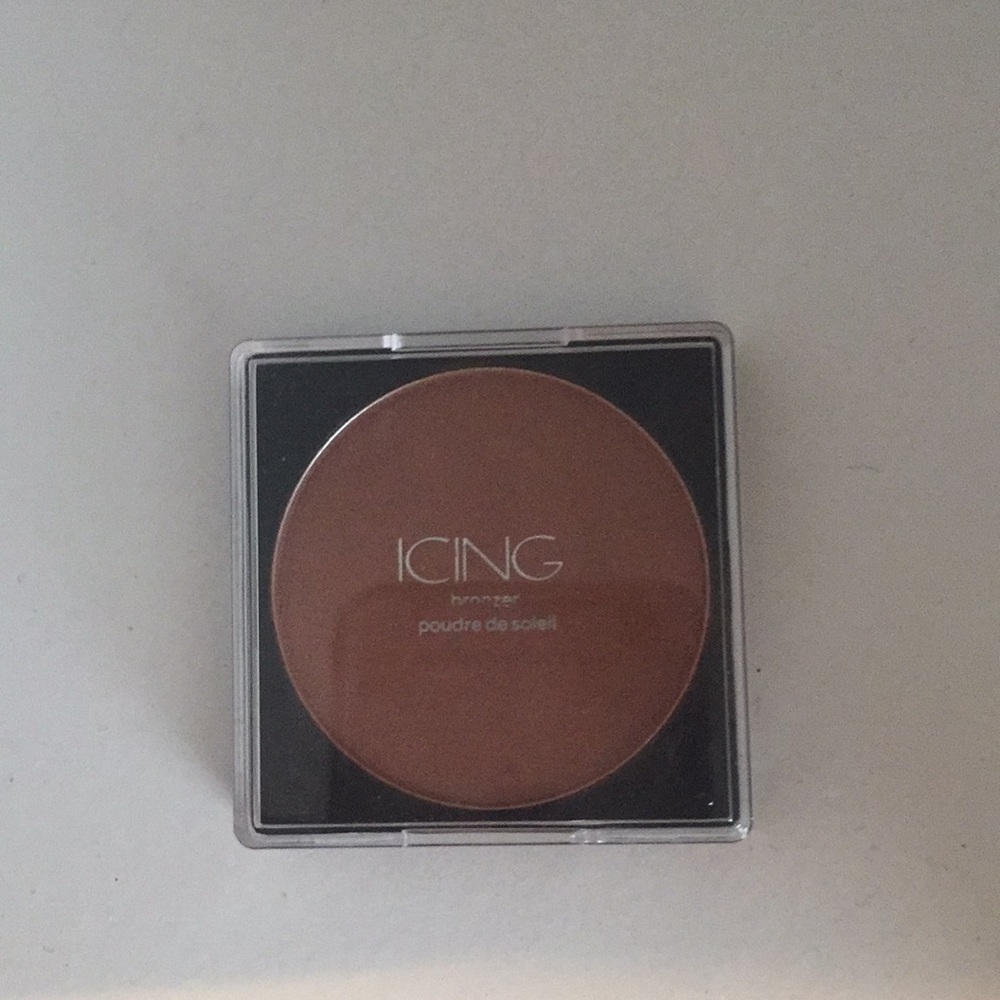 ICING
bronzer
poudre de soleil